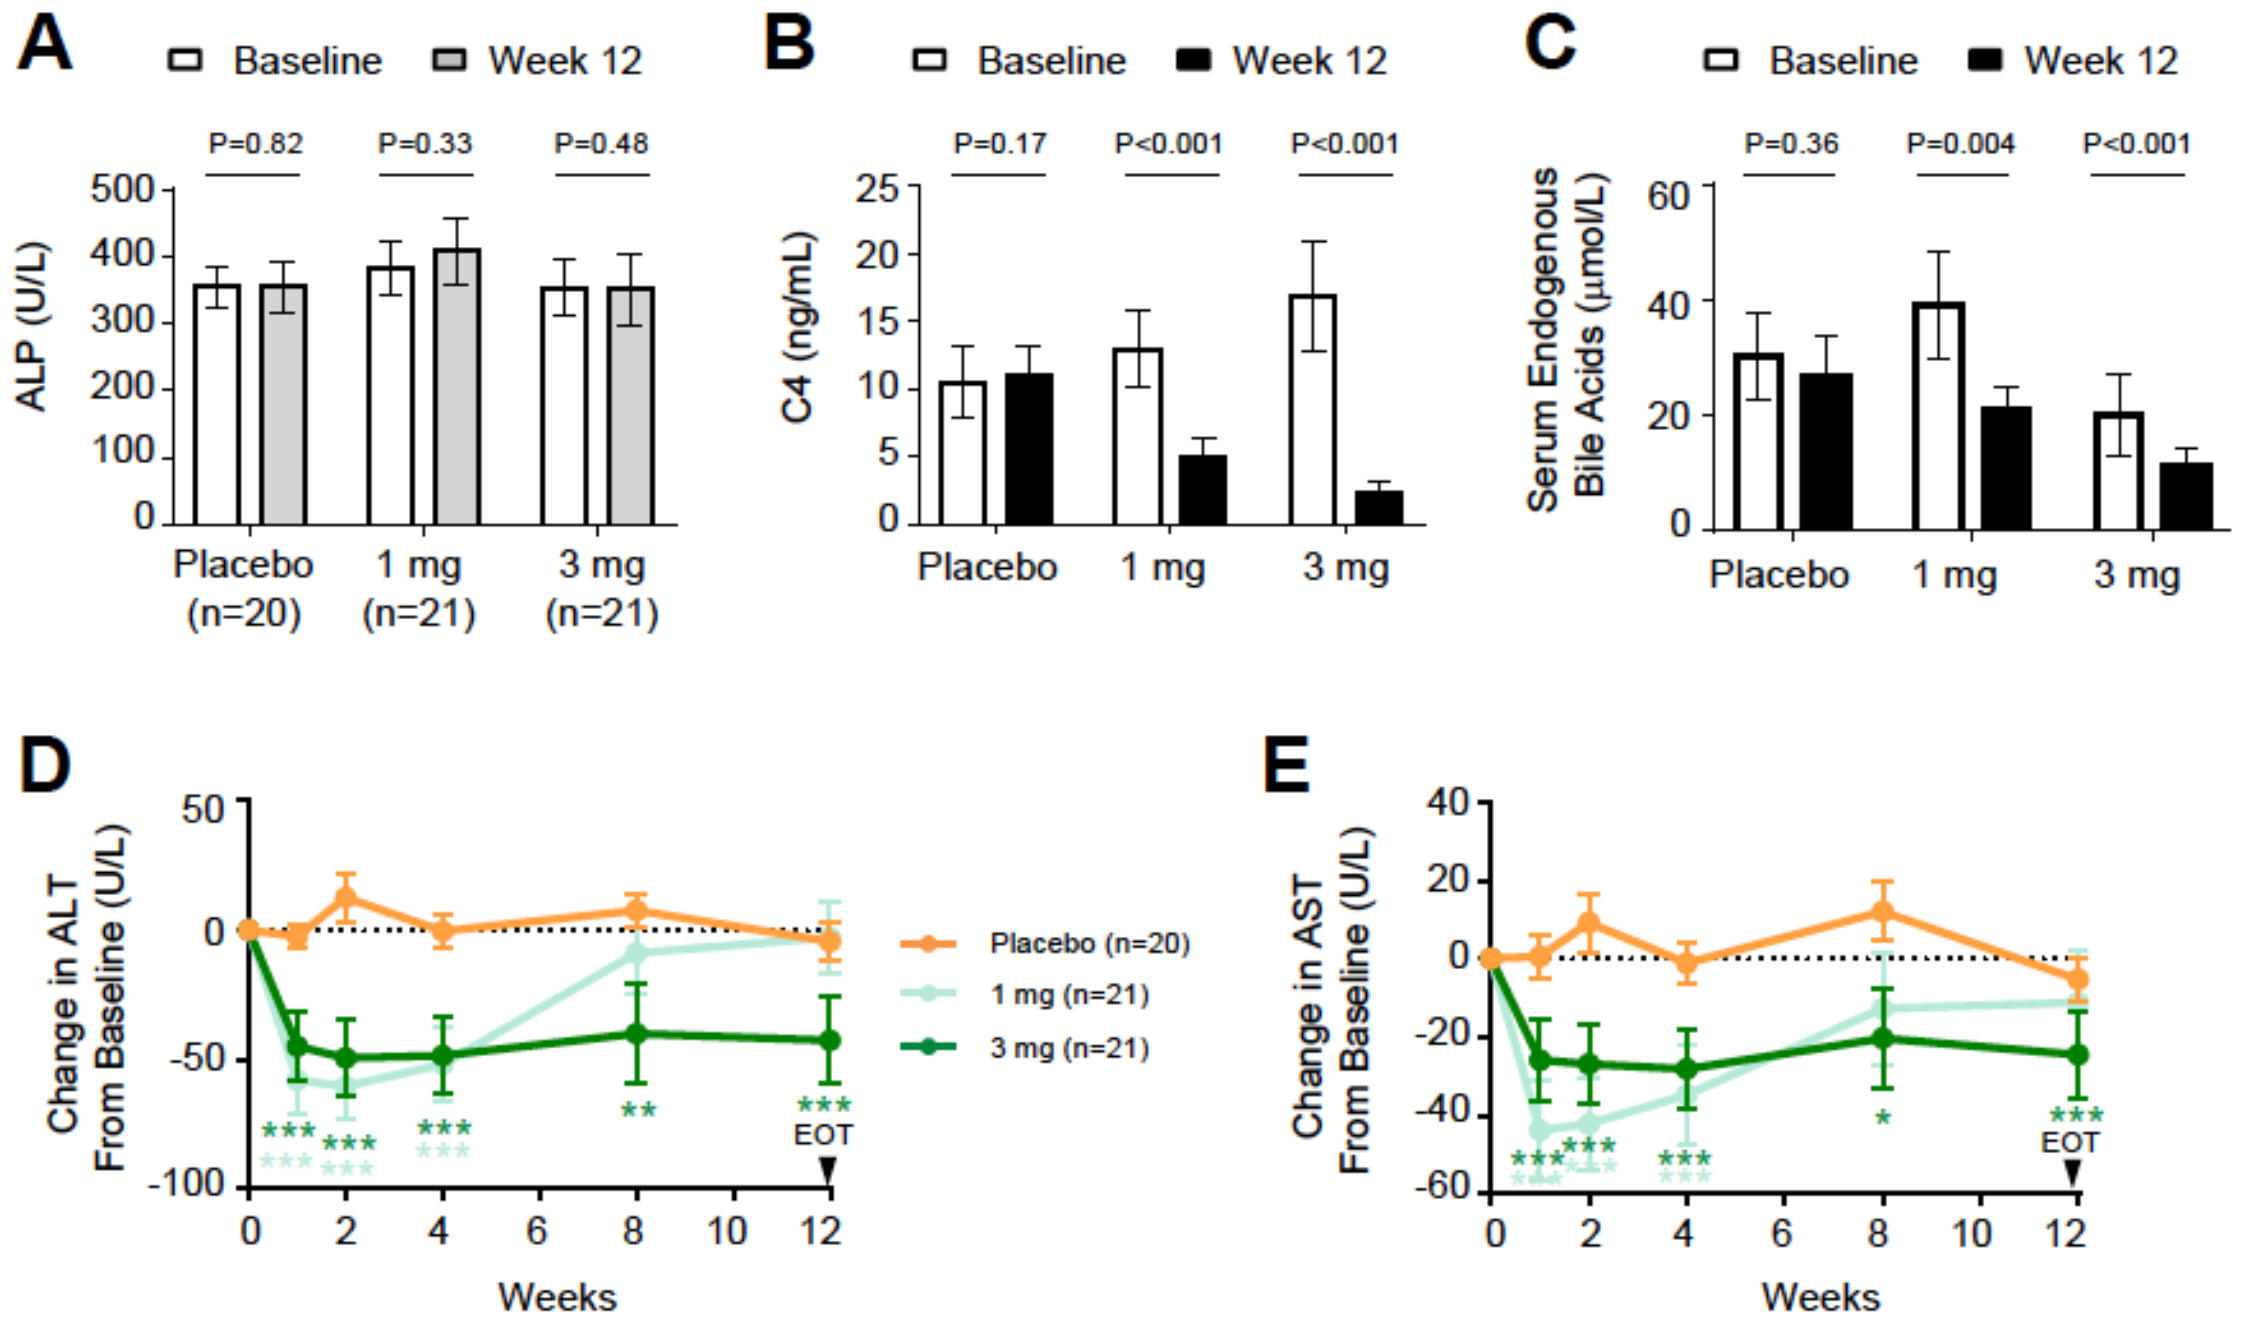 A
Baseline Week 12
P=0.82 P=0.33 P=0.48
ALP (U/L)
500
400
300
200
100
0
Placebo 1 mg 3 mg
(n=20) (n=21) (n=21)
B
Baseline Week 12
P=0.17 P<0.001 P<0.001
C4 (ng/mL)
25
20
15
10
5
0
Placebo 1 mg 3 mg
C
Baseline Week 12
P=0.36 P=0.004 P<0.001
Serum Endogenous
Bile Acids (μmol/L)
60
40
20
0
Placebo 1 mg 3 mg
D
Change in ALT
From Baseline (U/L)
50
0
-50
-100
*** *** *** ** ***
*** *** ***
EOT
0 2 4 6 8 10 12
Weeks
Placebo (n=20)
1 mg (n=21)
3 mg (n=21)
E
Change in AST
From Baseline (U/L)
40
20
0
-20
-40
-60
*** *** *** * ***
*** *** ***
EOT
0 2 4 6 8 10 12
Weeks